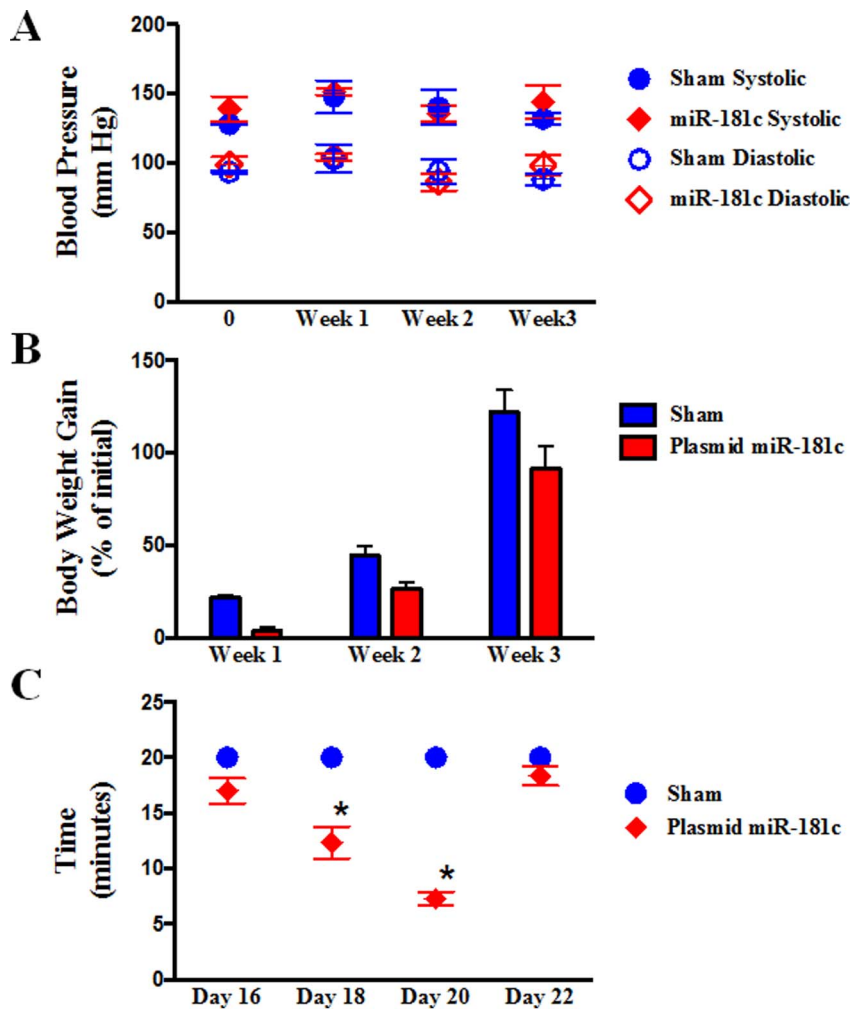 A
Blood Pressure
(mm Hg)
200
150
100
50
0
0 Week 1 Week 2 Week3
Sham Systolic
miR-181c Systolic
Sham Diastolic
miR-181c Diastolic
B
Body Weight Gain
(% of initial)
150
100
50
0
Week 1 Week 2 Week 3
Sham
Plasmid miR-181c
C
Time
(minutes)
25
20
15
10
5
0
* *
Day 16 Day 18 Day 20 Day 22
Sham
Plasmid miR-181c